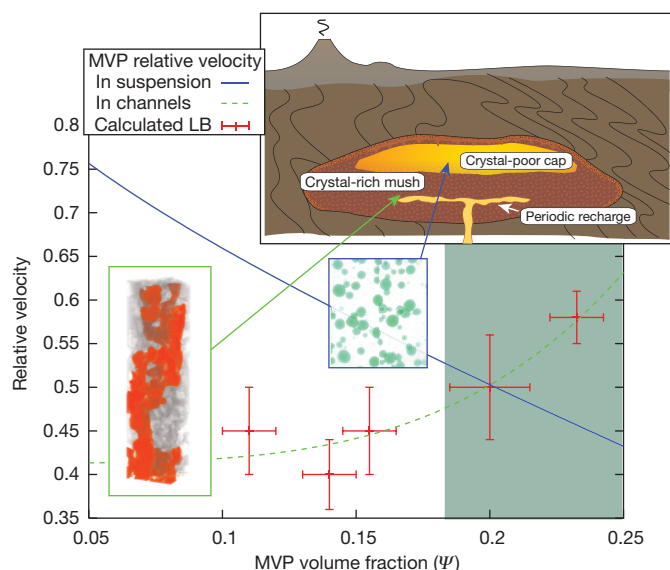 MVP relative velocity
In suspension
In channels
Calculated LB
Crystal-poor cap
Crystal-rich mush
Periodic recharge
0.8
0.75
0.7
0.65
0.6
0.55
0.5
0.45
0.4
0.35
Relative velocity
0.05 0.1 0.15 0.2 0.25
MVP volume fraction (Ψ)